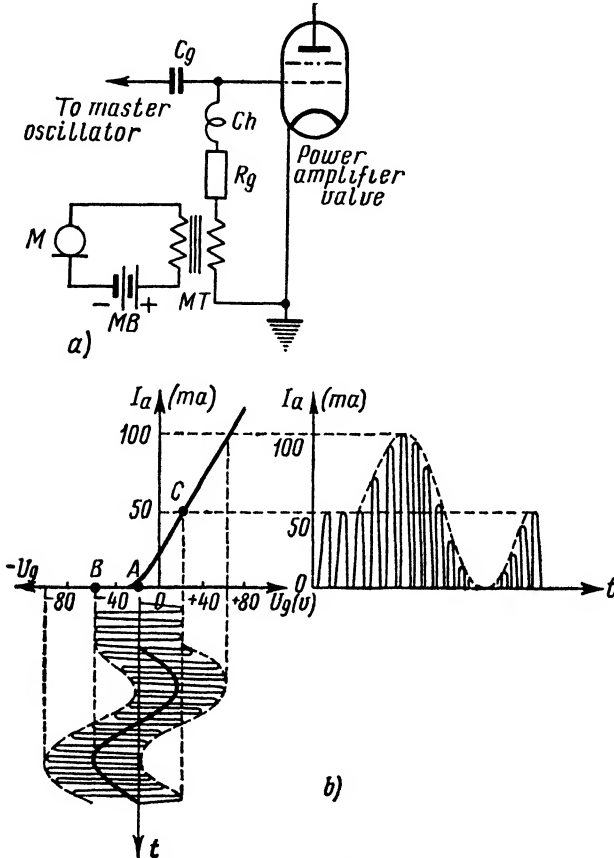 Cg
To master
oscillator
Ch
Rg
Power
amplifier
valve
M
- MB +
MT
a)
Ia (ma)
Ia (ma)
100
100
C
50
50
-Ug
B
A
0
-80
-40
0
+40
+80
Ug(v)
t
b)
t